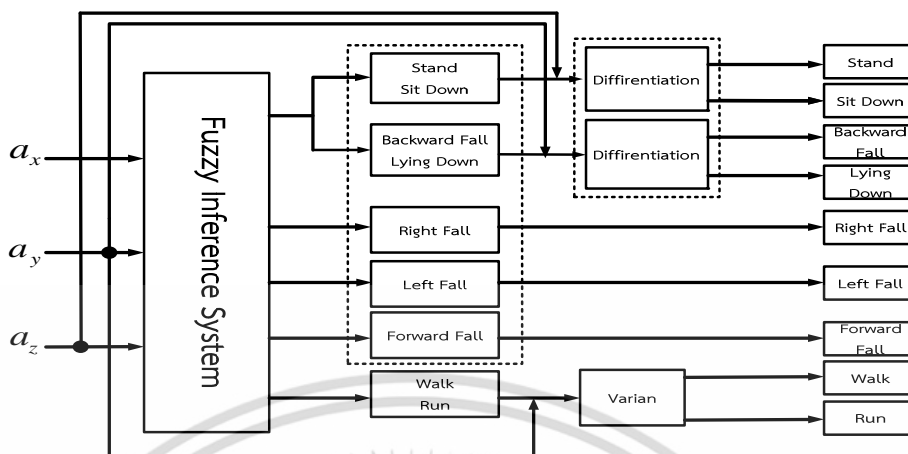 a_x
a_y
a_z
Fuzzy Inference System
Stand
Sit Down
Backward Fall
Lying Down
Right Fall
Left Fall
Forward Fall
Walk
Run
Diffirentiation
Diffirentiation
Varian
Stand
Sit Down
Backward
Fall
Lying
Down
Right Fall
Left Fall
Forward
Fall
Walk
Run